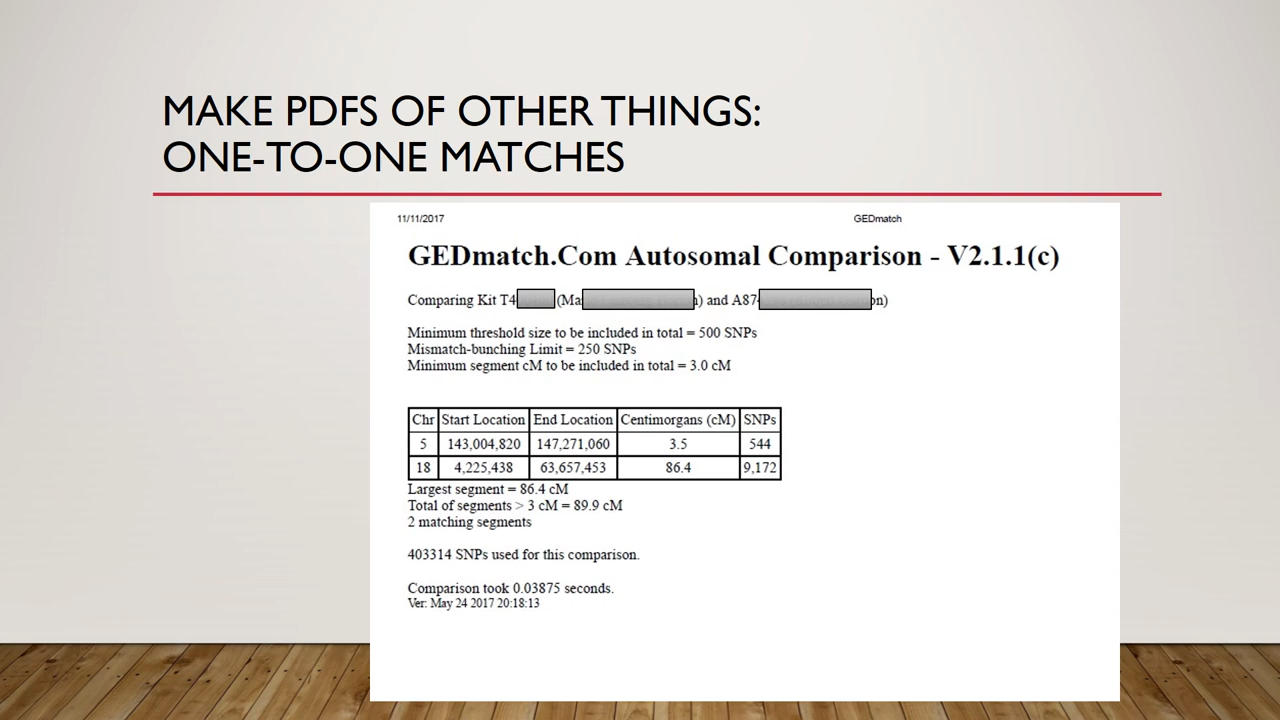 MAKE PDFS OF OTHER THINGS:
ONE-TO-ONE MATCHES
11/11/2017 GEDmatch
GEDmatch.Com Autosomal Comparison - V2.1.1(c)
Comparing Kit T4 (Ma ) and A87 n)
Minimum threshold size to be included in total = 500 SNPs
Mismatch-bunching Limit = 250 SNPs
Minimum segment cM to be included in total = 3.0 cM
Chr Start Location End Location Centimorgans (cM) SNPs
5 143,004,820 147,271,060 3.5 544
18 4,225,438 63,657,453 86.4 9,172
Largest segment = 86.4 cM
Total of segments > 3 cM = 89.9 cM
2 matching segments
403314 SNPs used for this comparison.
Comparison took 0.03875 seconds.
Ver: May 24 2017 20:18:13